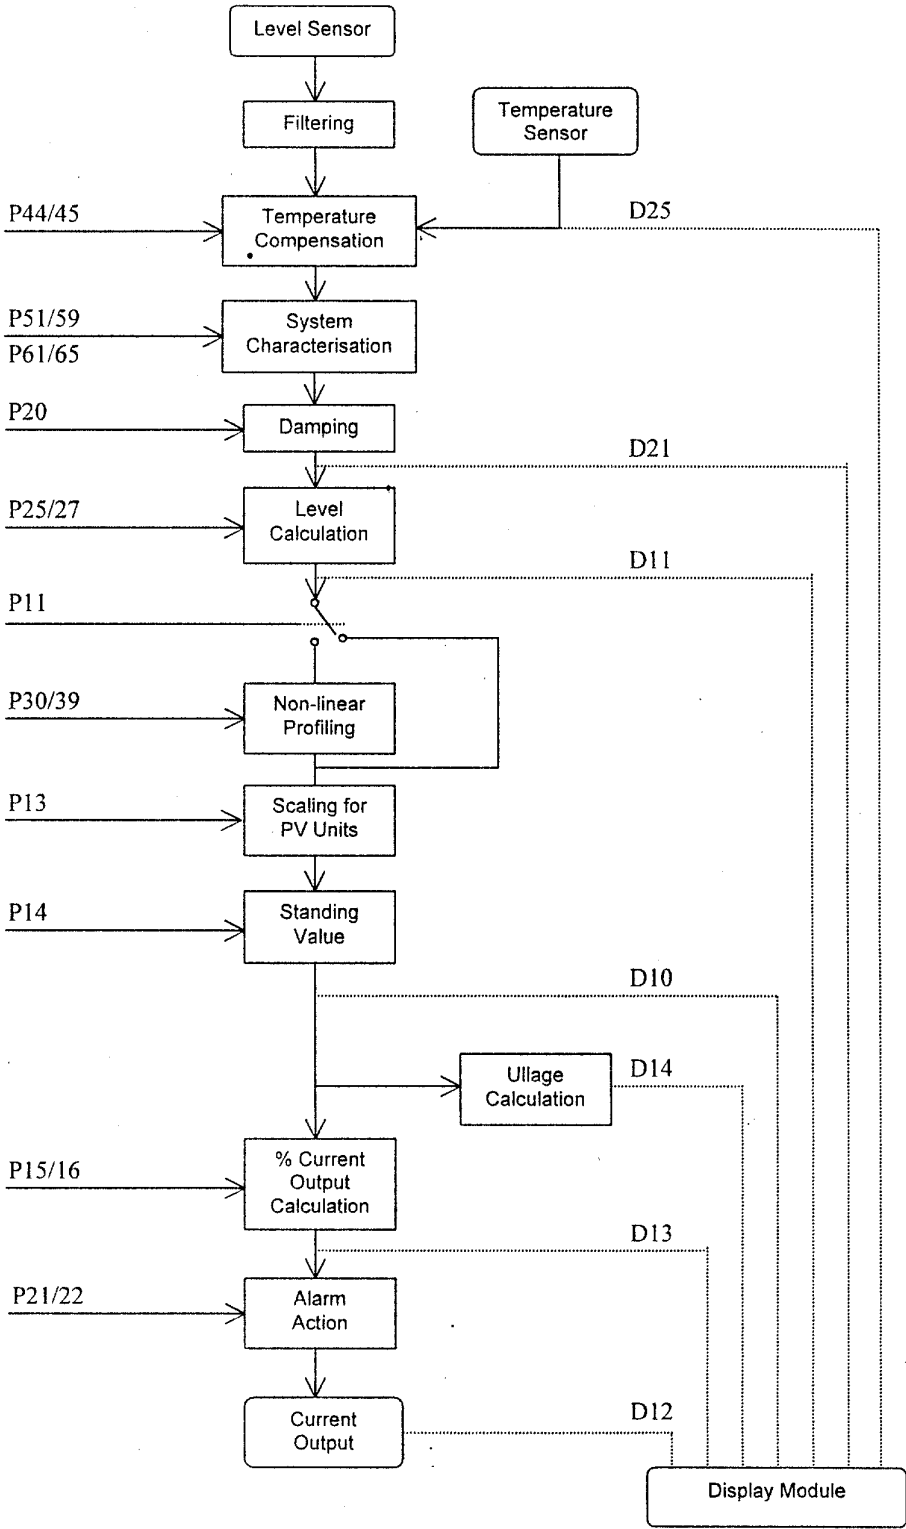 Level Sensor
Filtering
Temperature
Sensor
P44/45
Temperature
Compensation
D25
P51/59
P61/65
System
Characterisation
P20
Damping
D21
P25/27
Level
Calculation
D11
P11
P30/39
Non-linear
Profiling
P13
Scaling for
PV Units
P14
Standing
Value
D10
Ullage
Calculation
D14
P15/16
% Current
Output
Calculation
D13
P21/22
Alarm
Action
Current
Output
D12
Display Module